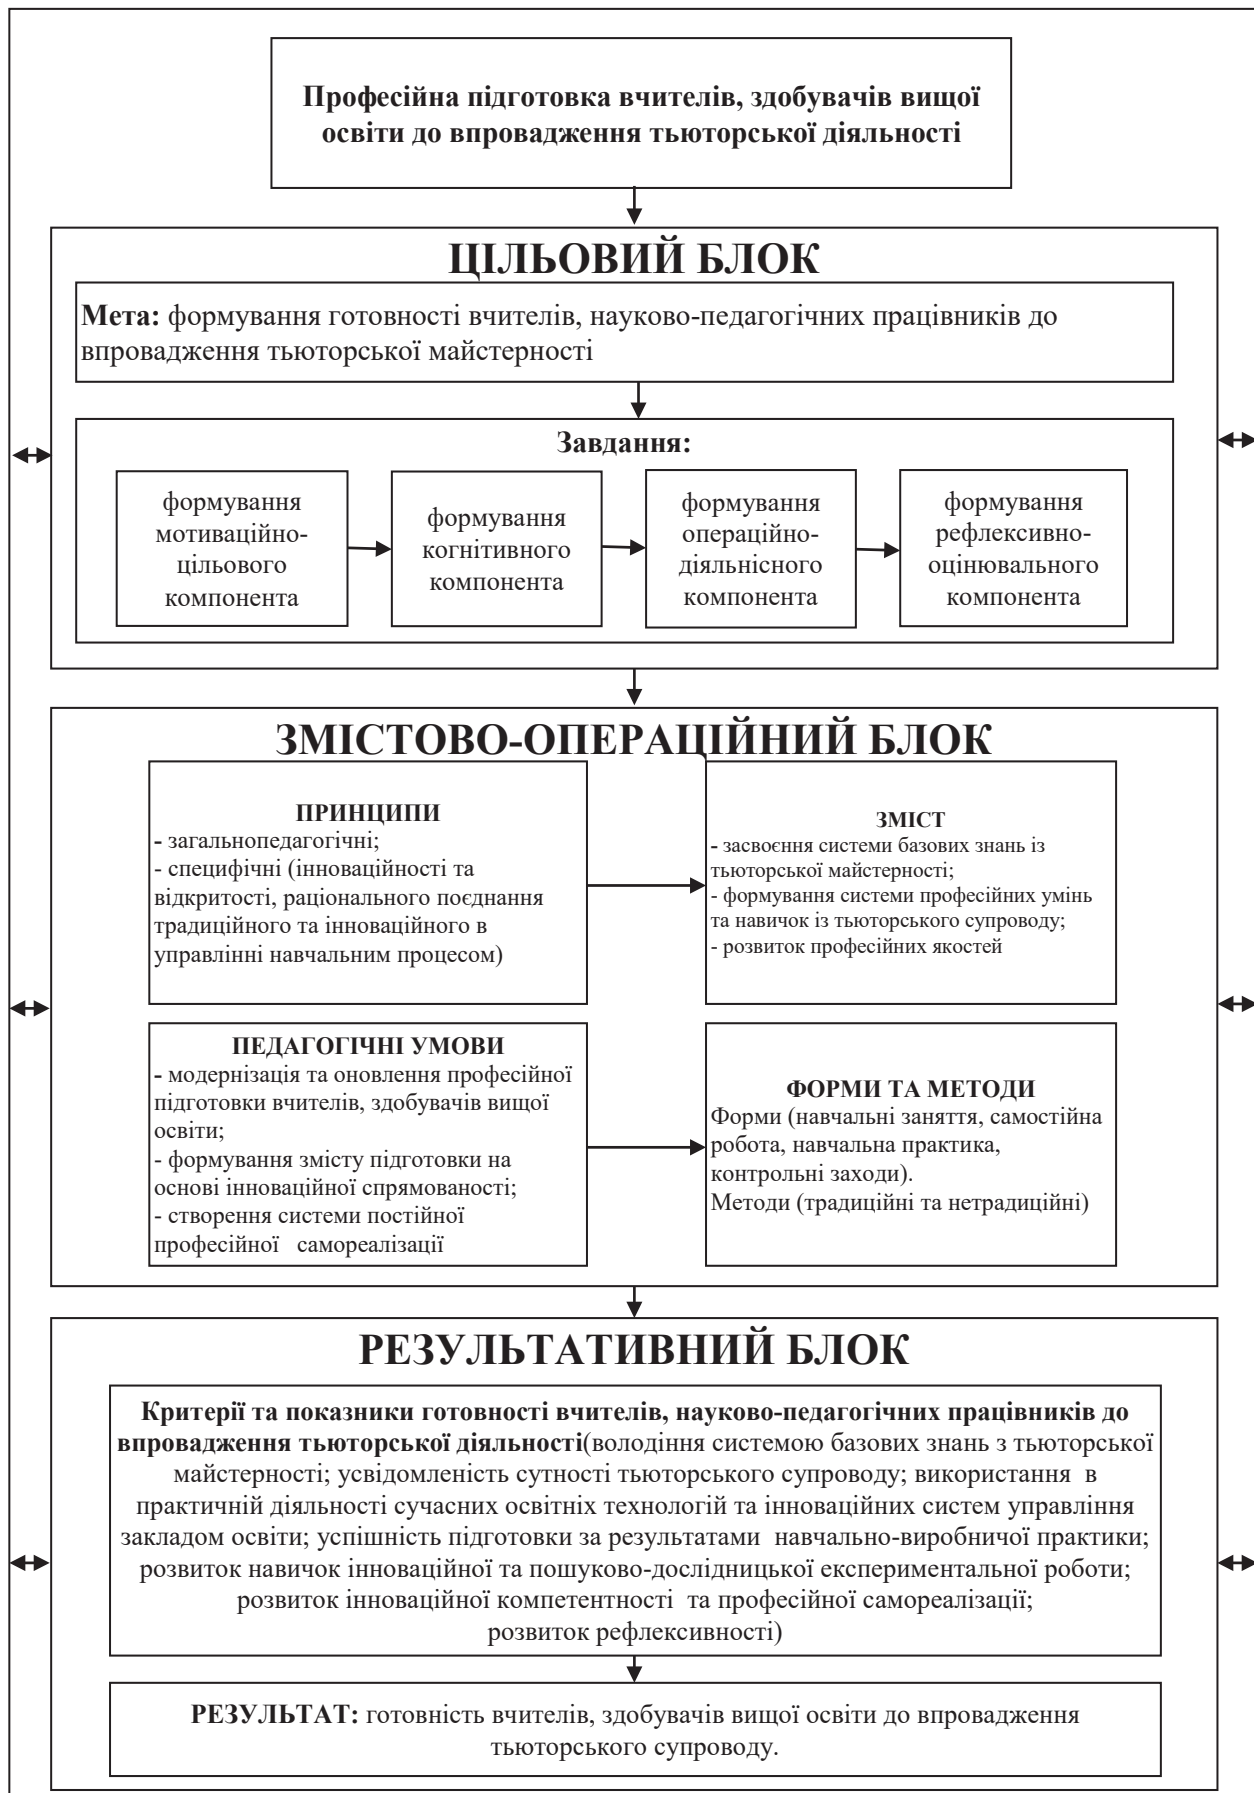 Професійна підготовка вчителів, здобувачів вищої
освіти до впровадження тьюторської діяльності
ЦІЛЬОВИЙ БЛОК
Мета: формування готовності вчителів, науково-педагогічних працівників до
впровадження тьюторської майстерності
Завдання:
формування
мотиваційно-
цільового
компонента
формування
когнітивного
компонента
формування
операційно-
діяльнісного
компонента
формування
рефлексивно-
оцінювального
компонента
ЗМІСТОВО-ОПЕРАЦІЙНИЙ БЛОК
ПРИНЦИПИ
- загальнопедагогічні;
- специфічні (інноваційності та
відкритості, раціонального поєднання
традиційного та інноваційного в
управлінні навчальним процесом)
ЗМІСТ
- засвоєння системи базових знань із
тьюторської майстерності;
- формування системи професійних умінь
та навичок із тьюторського супроводу;
- розвиток професійних якостей
ПЕДАГОГІЧНІ УМОВИ
- модернізація та оновлення професійної
підготовки вчителів, здобувачів вищої
освіти;
- формування змісту підготовки на
основі інноваційної спрямованості;
- створення системи постійної
професійної самореалізації
ФОРМИ ТА МЕТОДИ
Форми (навчальні заняття, самостійна
робота, навчальна практика,
контрольні заходи).
Методи (традиційні та нетрадиційні)
РЕЗУЛЬТАТИВНИЙ БЛОК
Критерії та показники готовності вчителів, науково-педагогічних працівників до
впровадження тьюторської діяльності(володіння системою базових знань з тьюторської
майстерності; усвідомленість сутності тьюторського супроводу; використання в
практичній діяльності сучасних освітніх технологій та інноваційних систем управління
закладом освіти; успішність підготовки за результатами навчально-виробничої практики;
розвиток навичок інноваційної та пошуково-дослідницької експериментальної роботи;
розвиток інноваційної компетентності та професійної самореалізації;
розвиток рефлексивності)
РЕЗУЛЬТАТ: готовність вчителів, здобувачів вищої освіти до впровадження
тьюторського супроводу.